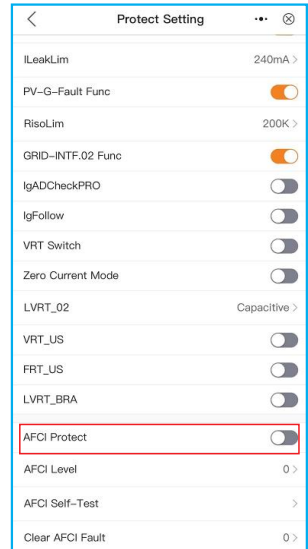 Protect Setting
ILeakLim 240mA >
PV-G-Fault Func
RisoLim 200K >
GRID-INTF.02 Func
IgADCheckPRO
IgFollow
VRT Switch
Zero Current Mode
LVRT_02 Capacitive >
VRT_US
FRT_US
LVRT_BRA
AFCI Protect
AFCI Level 0 >
AFCI Self-Test >
Clear AFCI Fault 0 >